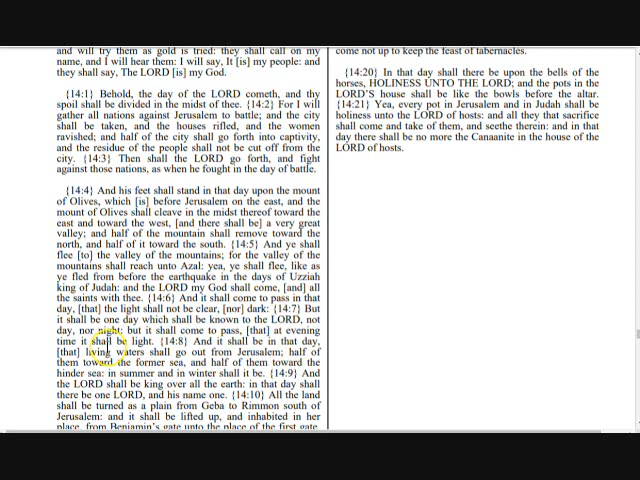 and will try them as gold is tried: they shall call on my
name, and I will hear them: I will say, It [is] my people: and
they shall say, The LORD [is] my God.
{14:1} Behold, the day of the LORD cometh, and thy
spoil shall be divided in the midst of thee. {14:2} For I will
gather all nations against Jerusalem to battle; and the city
shall be taken, and the houses rifled, and the women
ravished; and half of the city shall go forth into captivity,
and the residue of the people shall not be cut off from the
city. {14:3} Then shall the LORD go forth, and fight
against those nations, as when he fought in the day of battle.
{14:4} And his feet shall stand in that day upon the mount
of Olives, which [is] before Jerusalem on the east, and the
mount of Olives shall cleave in the midst thereof toward the
east and toward the west, [and there shall be] a very great
valley; and half of the mountain shall remove toward the
north, and half of it toward the south. {14:5} And ye shall
flee [to] the valley of the mountains; for the valley of the
mountains shall reach unto Azal: yea, ye shall flee, like as
ye fled from before the earthquake in the days of Uzziah
king of Judah: and the LORD my God shall come, [and] all
the saints with thee. {14:6} And it shall come to pass in that
day, [that] the light shall not be clear, [nor] dark: {14:7} But
it shall be one day which shall be known to the LORD, not
day, nor night: but it shall come to pass, [that] at evening
time it shall be light. {14:8} And it shall be in that day,
[that] living waters shall go out from Jerusalem; half of
them toward the former sea, and half of them toward the
hinder sea: in summer and in winter shall it be. {14:9} And
the LORD shall be king over all the earth: in that day shall
there be one LORD, and his name one. {14:10} All the land
shall be turned as a plain from Geba to Rimmon south of
Jerusalem: and it shall be lifted up, and inhabited in her
place, from Benjamin's gate unto the place of the first gate,
come not up to keep the feast of tabernacles.
{14:20} In that day shall there be upon the bells of the
horses, HOLINESS UNTO THE LORD; and the pots in the
LORD'S house shall be like the bowls before the altar.
{14:21} Yea, every pot in Jerusalem and in Judah shall be
holiness unto the LORD of hosts: and all they that sacrifice
shall come and take of them, and seethe therein: and in that
day there shall be no more the Canaanite in the house of the
LORD of hosts.